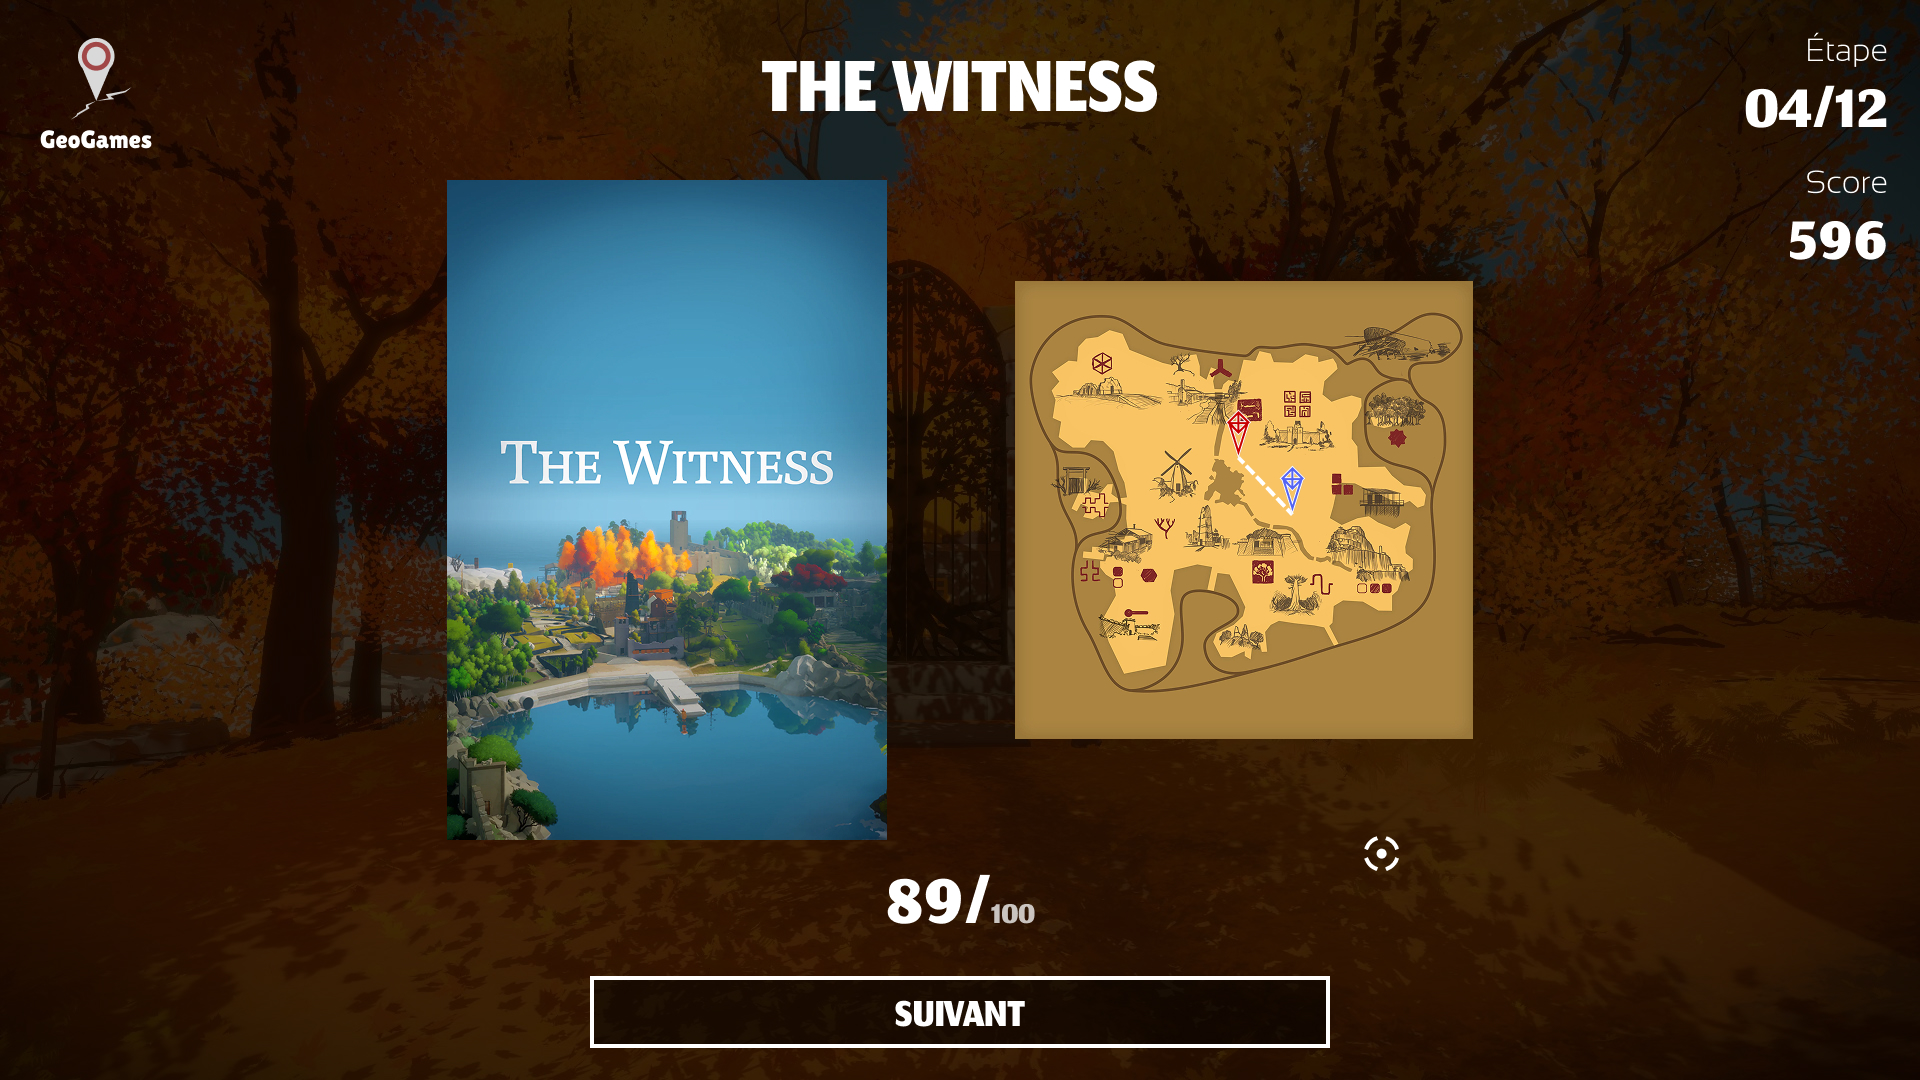 GeoGames
THE WITNESS
Étape
04/12
Score
596
THE WITNESS
89/100
SUIVANT